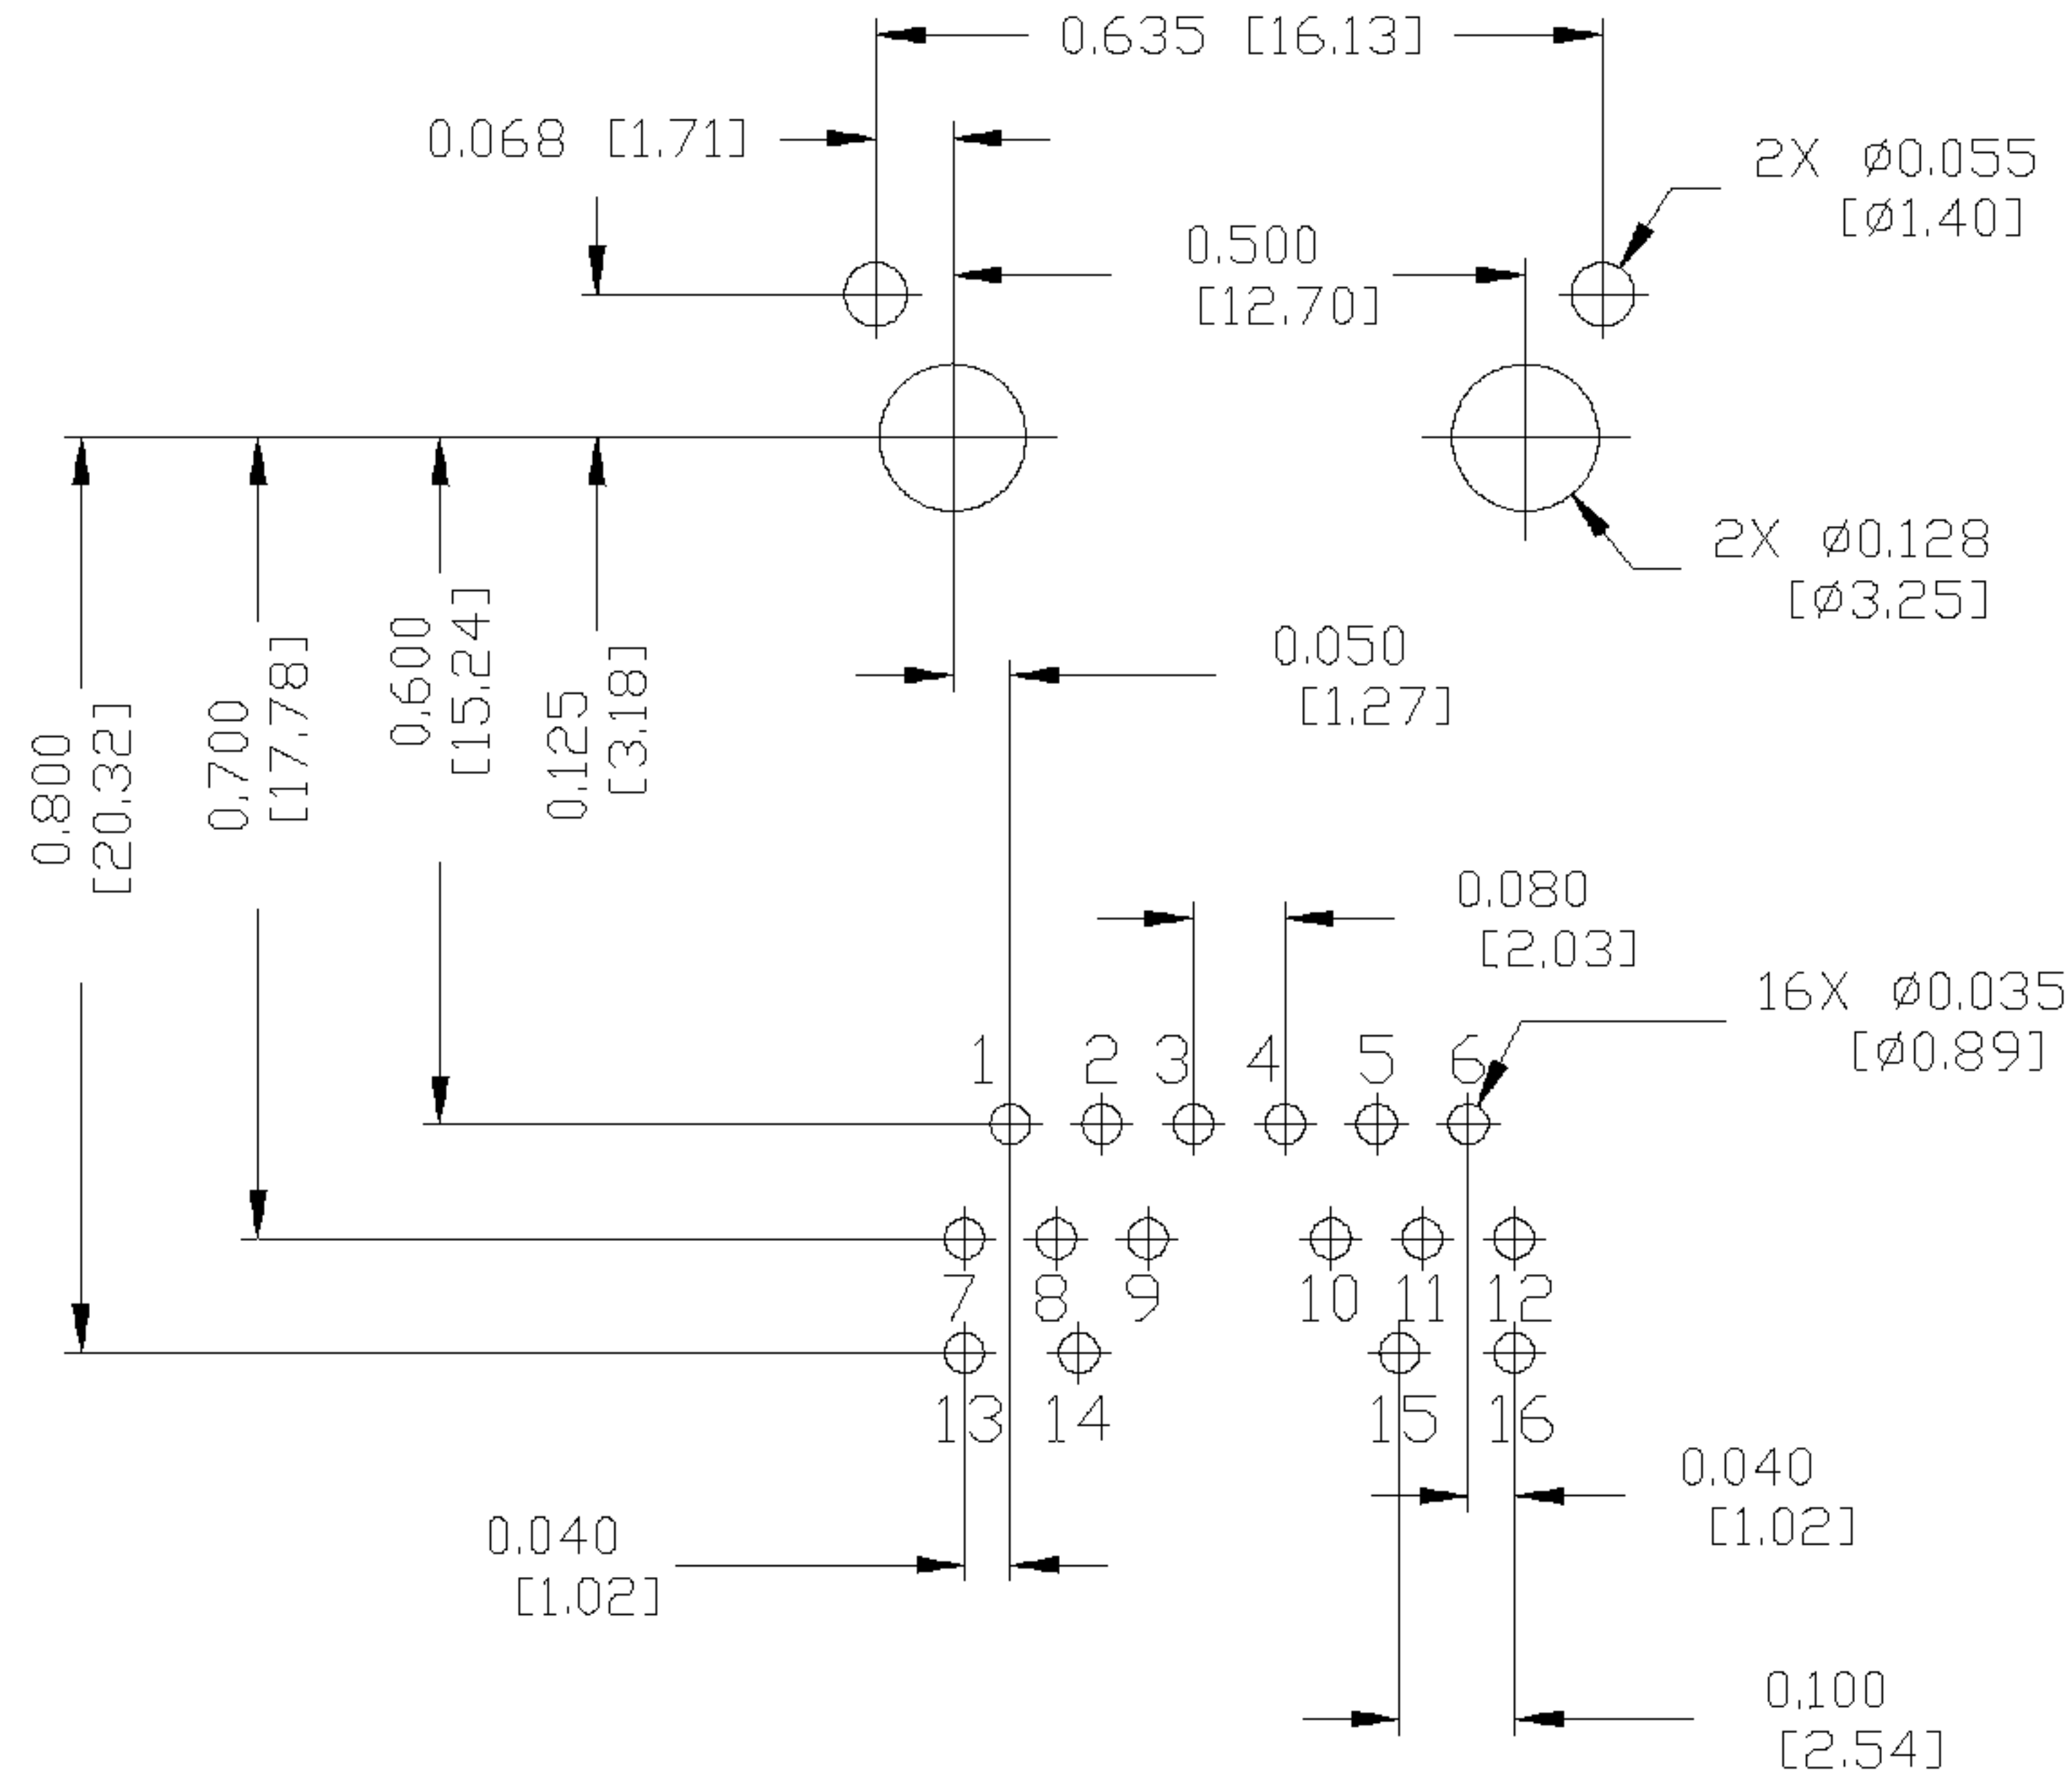 0.635 [16.13]
0.068 [1.71]
2X Ø0.055
[Ø1.40]
0.500
[12.70]
2X Ø0.128
[Ø3.25]
0.800
[20.32]
0.700
[17.78]
0.600
[15.24]
0.125
[3.18]
0.050
[1.27]
0.080
[2.03]
16X Ø0.035
[Ø0.89]
1 2 3 4 5 6
7 8 9 10 11 12
13 14 15 16
0.040
[1.02]
0.040
[1.02]
0.100
[2.54]